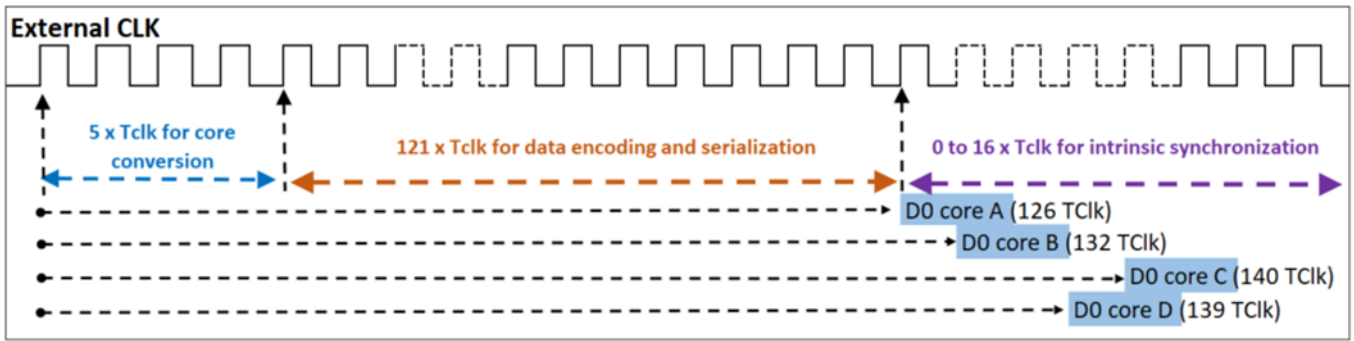 External CLK
5 x Tclk for core
conversion
121 x Tclk for data encoding and serialization
0 to 16 x Tclk for intrinsic synchronization
D0 core A (126 TClk)
D0 core B (132 TClk)
D0 core C (140 TClk)
D0 core D (139 TClk)